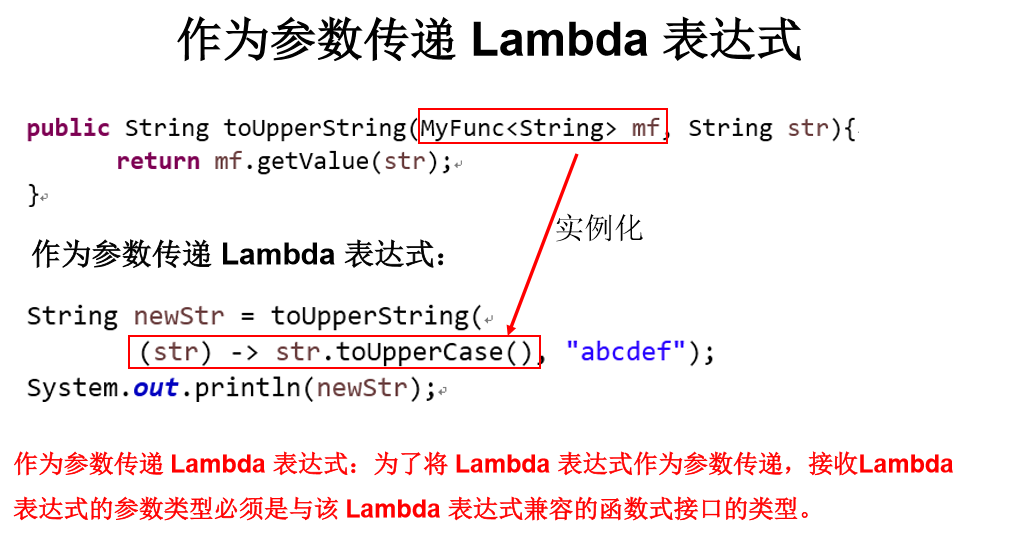 作为参数传递 Lambda 表达式
public String toUpperString(MyFunc<String> mf, String str){
return mf.getValue(str);
}
实例化
作为参数传递 Lambda 表达式：
String newStr = toUpperString(
(str) -> str.toUpperCase(), "abcdef");
System.out.println(newStr);
作为参数传递 Lambda 表达式：为了将 Lambda 表达式作为参数传递，接收Lambda
表达式的参数类型必须是与该 Lambda 表达式兼容的函数式接口的类型。